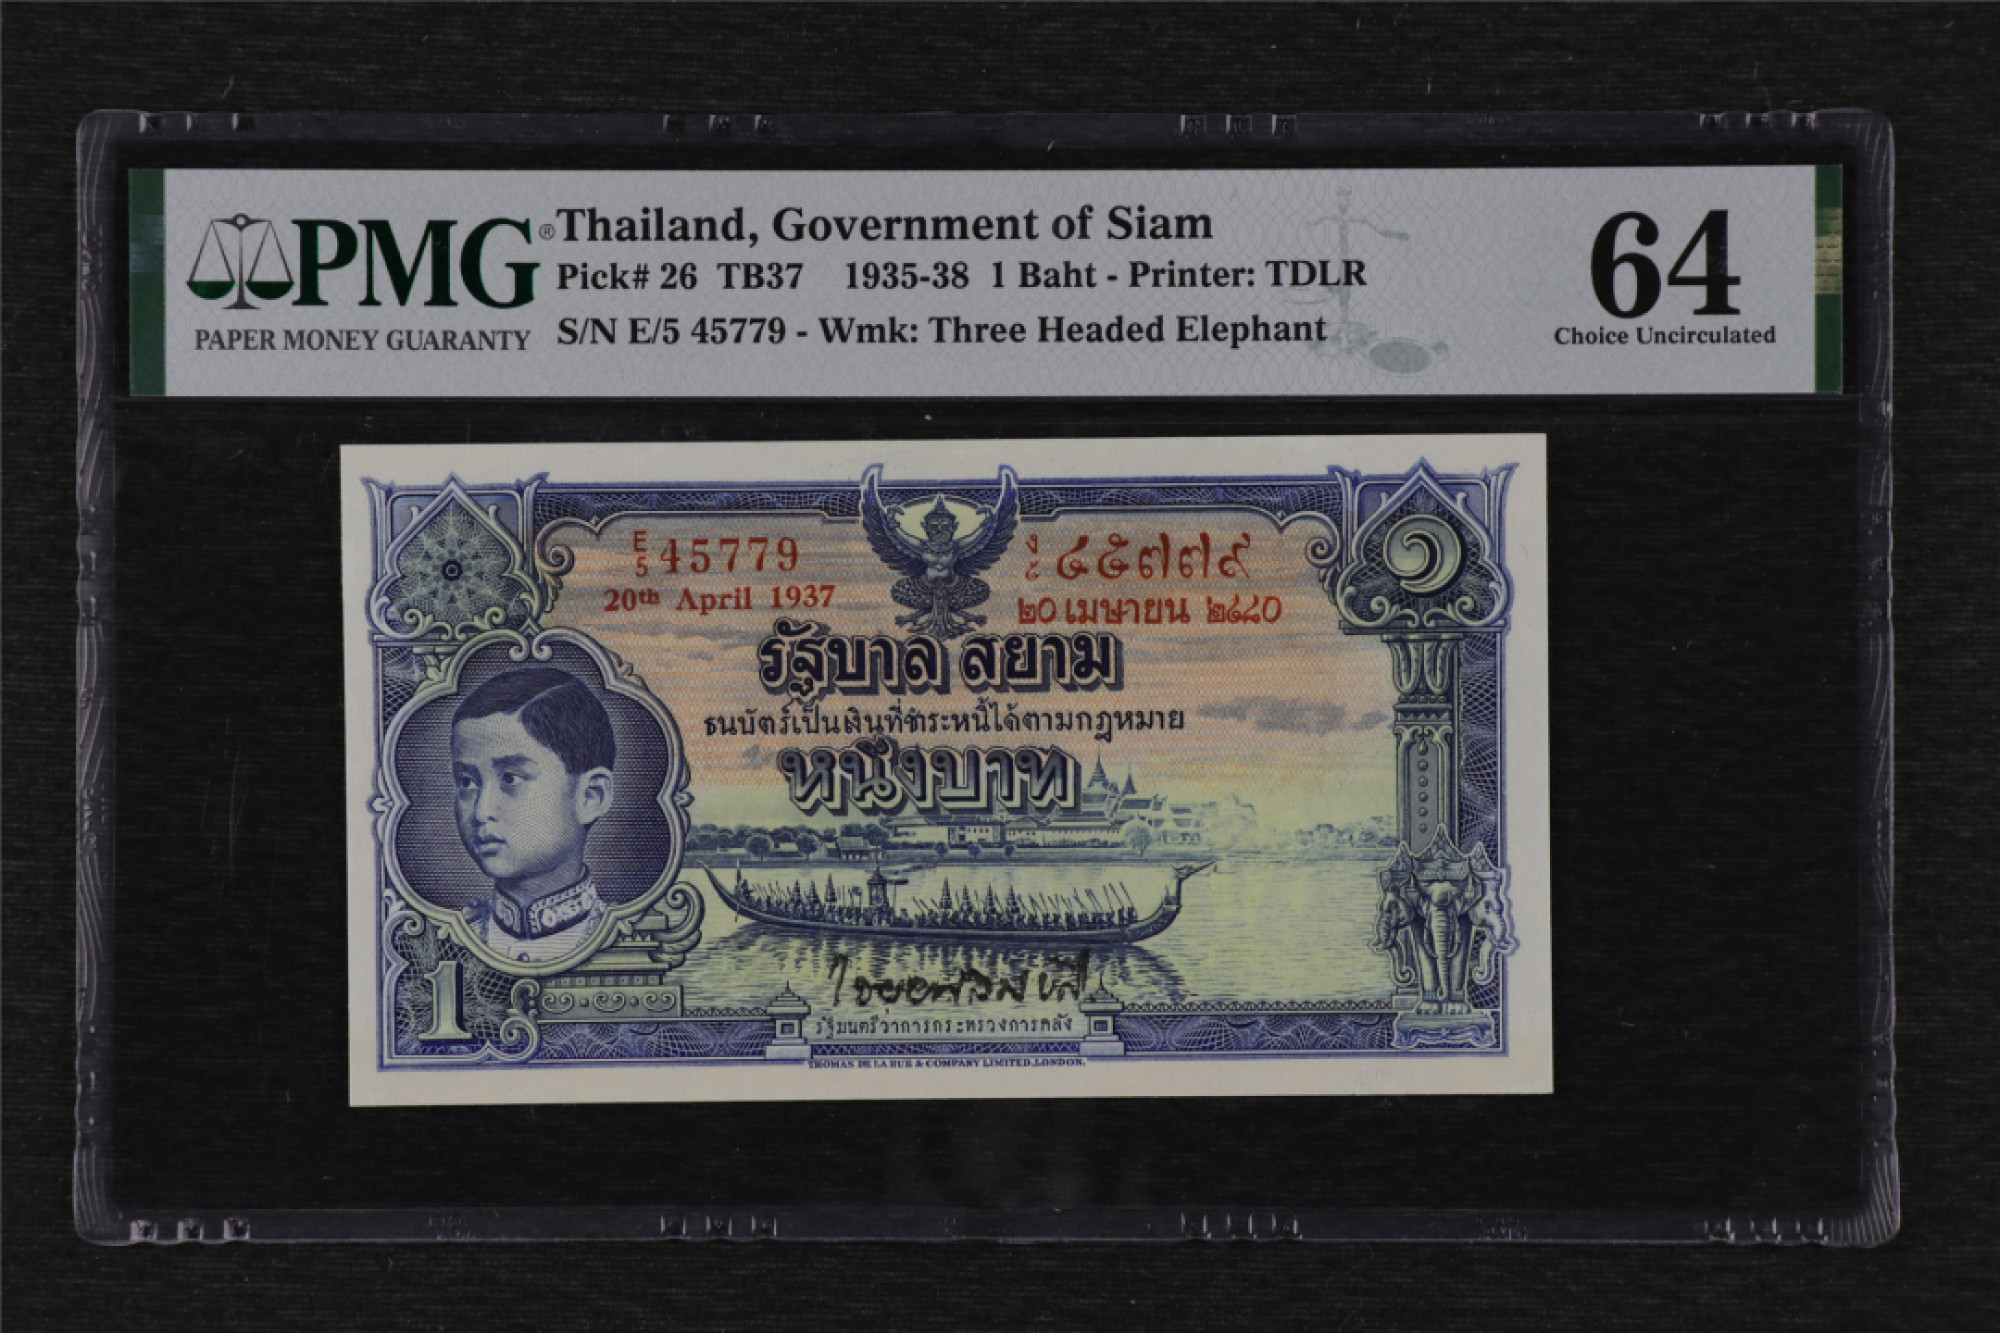 PMG®
PAPER MONEY GUARANTY
Thailand, Government of Siam
Pick# 26 TB37 1935-38 1 Baht - Printer: TDLR
S/N E/5 45779 - Wmk: Three Headed Elephant
64
Choice Uncirculated
E/5 45779
20th April 1937
ง/๕ ๔๕๗๗๙
๒๐ เมษายน ๒๔๘๐
๑
รัฐบาล สยาม
ธนบัตร์เป็นเงินที่ชำระหนี้ได้ตามกฎหมาย
หนึ่งบาท
1
รัฐมนตรีว่าการกระทรวงการคลัง
THOMAS DE LA RUE & COMPANY LIMITED, LONDON.